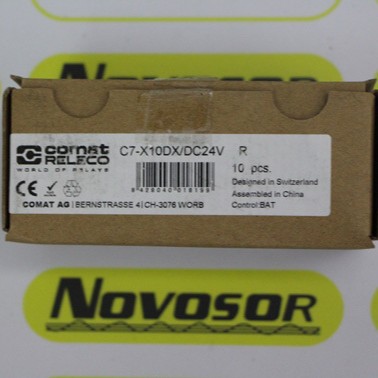 Novosor
comat
RELECO
WORLD OF RELAYS
C7-X10DX/DC24V R
10 pcs.
Designed in Switzerland
Assembled in China
Control:BAT
CE
COMAT AG | BERNSTRASSE 4 | CH-3076 WORB
Novosor